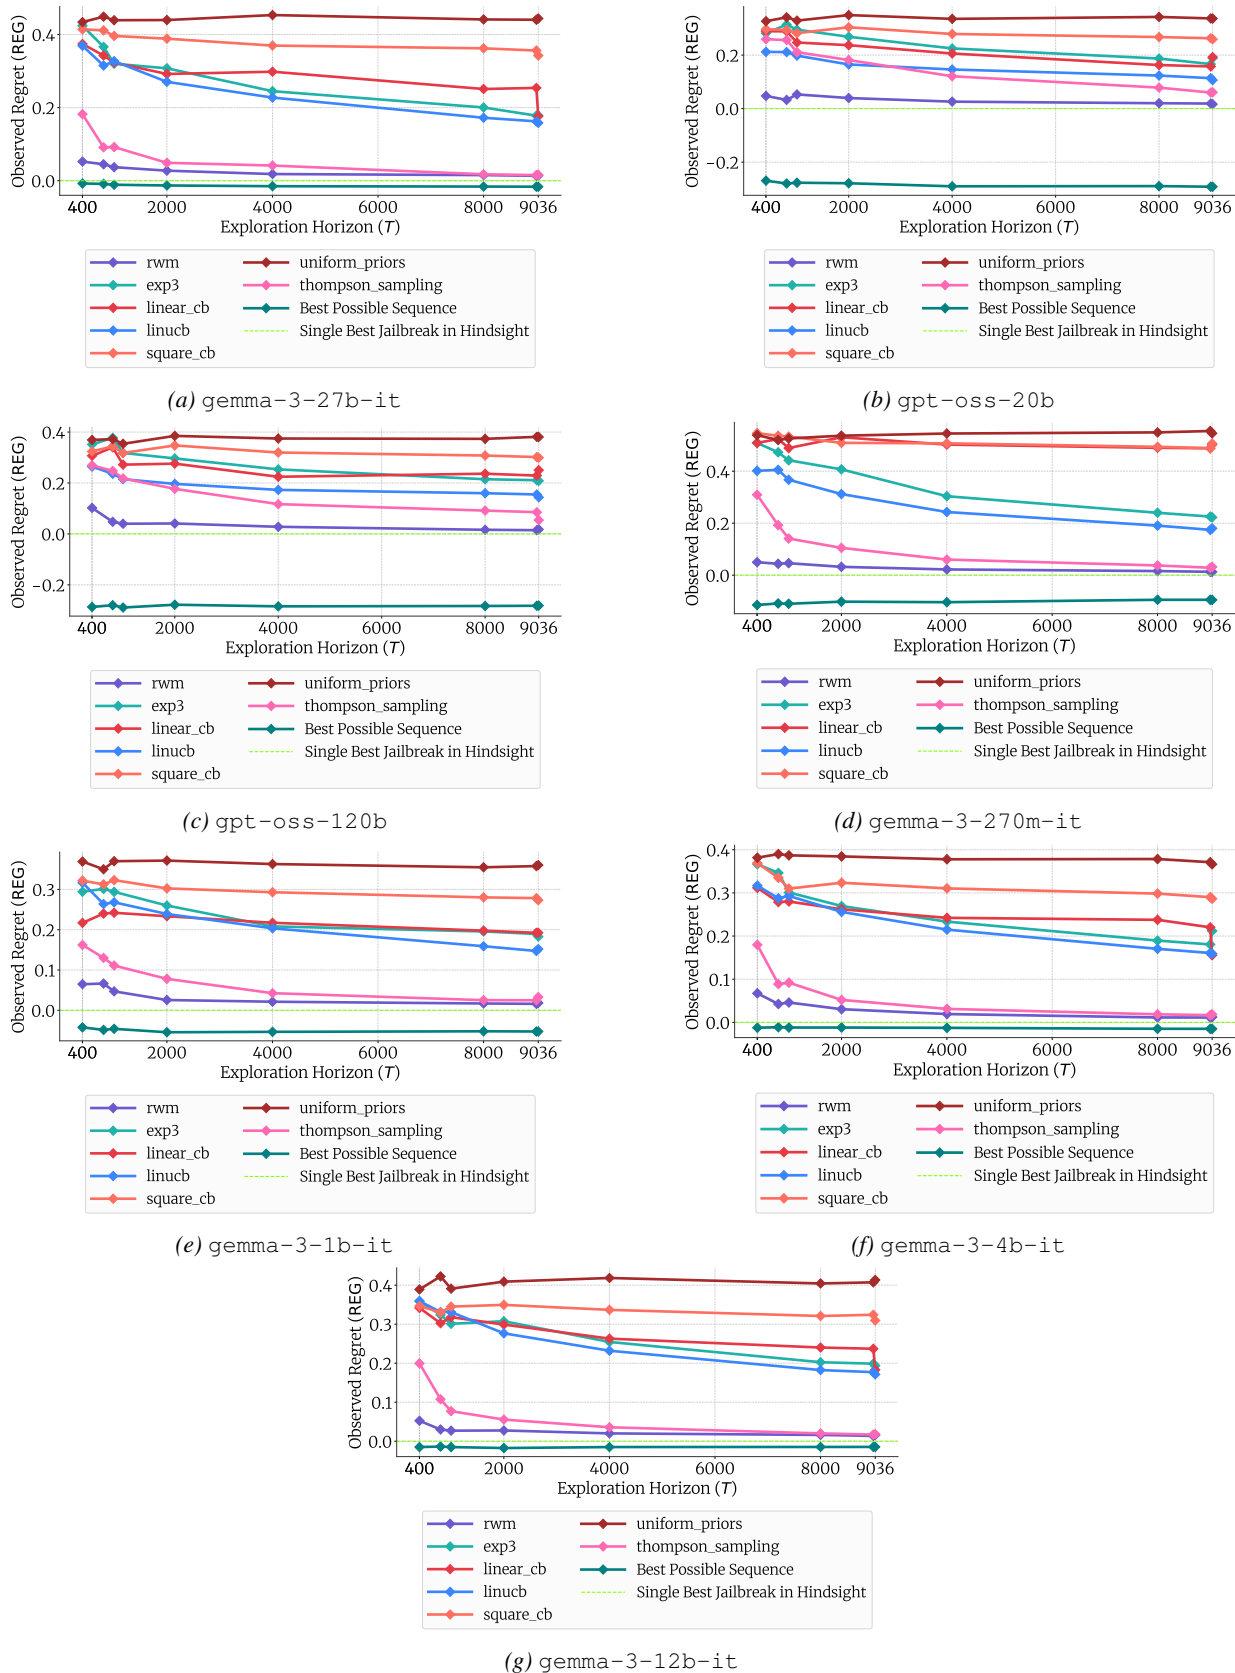 0.4
0.2
0.0
Observed Regret (REG)
400 2000 4000 6000 8000 9036
Exploration Horizon (T)
rwm
exp3
linear_cb
linucb
square_cb
uniform_priors
thompson_sampling
Best Possible Sequence
Single Best Jailbreak in Hindsight
(a) gemma-3-27b-it
0.2
0.0
−0.2
Observed Regret (REG)
400 2000 4000 6000 8000 9036
Exploration Horizon (T)
rwm
exp3
linear_cb
linucb
square_cb
uniform_priors
thompson_sampling
Best Possible Sequence
Single Best Jailbreak in Hindsight
(b) gpt-oss-20b
0.4
0.2
0.0
−0.2
Observed Regret (REG)
400 2000 4000 6000 8000 9036
Exploration Horizon (T)
rwm
exp3
linear_cb
linucb
square_cb
uniform_priors
thompson_sampling
Best Possible Sequence
Single Best Jailbreak in Hindsight
(c) gpt-oss-120b
0.4
0.2
0.0
Observed Regret (REG)
400 2000 4000 6000 8000 9036
Exploration Horizon (T)
rwm
exp3
linear_cb
linucb
square_cb
uniform_priors
thompson_sampling
Best Possible Sequence
Single Best Jailbreak in Hindsight
(d) gemma-3-270m-it
0.3
0.2
0.1
0.0
Observed Regret (REG)
400 2000 4000 6000 8000 9036
Exploration Horizon (T)
rwm
exp3
linear_cb
linucb
square_cb
uniform_priors
thompson_sampling
Best Possible Sequence
Single Best Jailbreak in Hindsight
(e) gemma-3-1b-it
0.4
0.3
0.2
0.1
0.0
Observed Regret (REG)
400 2000 4000 6000 8000 9036
Exploration Horizon (T)
rwm
exp3
linear_cb
linucb
square_cb
uniform_priors
thompson_sampling
Best Possible Sequence
Single Best Jailbreak in Hindsight
(f) gemma-3-4b-it
0.4
0.3
0.2
0.1
0.0
Observed Regret (REG)
400 2000 4000 6000 8000 9036
Exploration Horizon (T)
rwm
exp3
linear_cb
linucb
square_cb
uniform_priors
thompson_sampling
Best Possible Sequence
Single Best Jailbreak in Hindsight
(g) gemma-3-12b-it